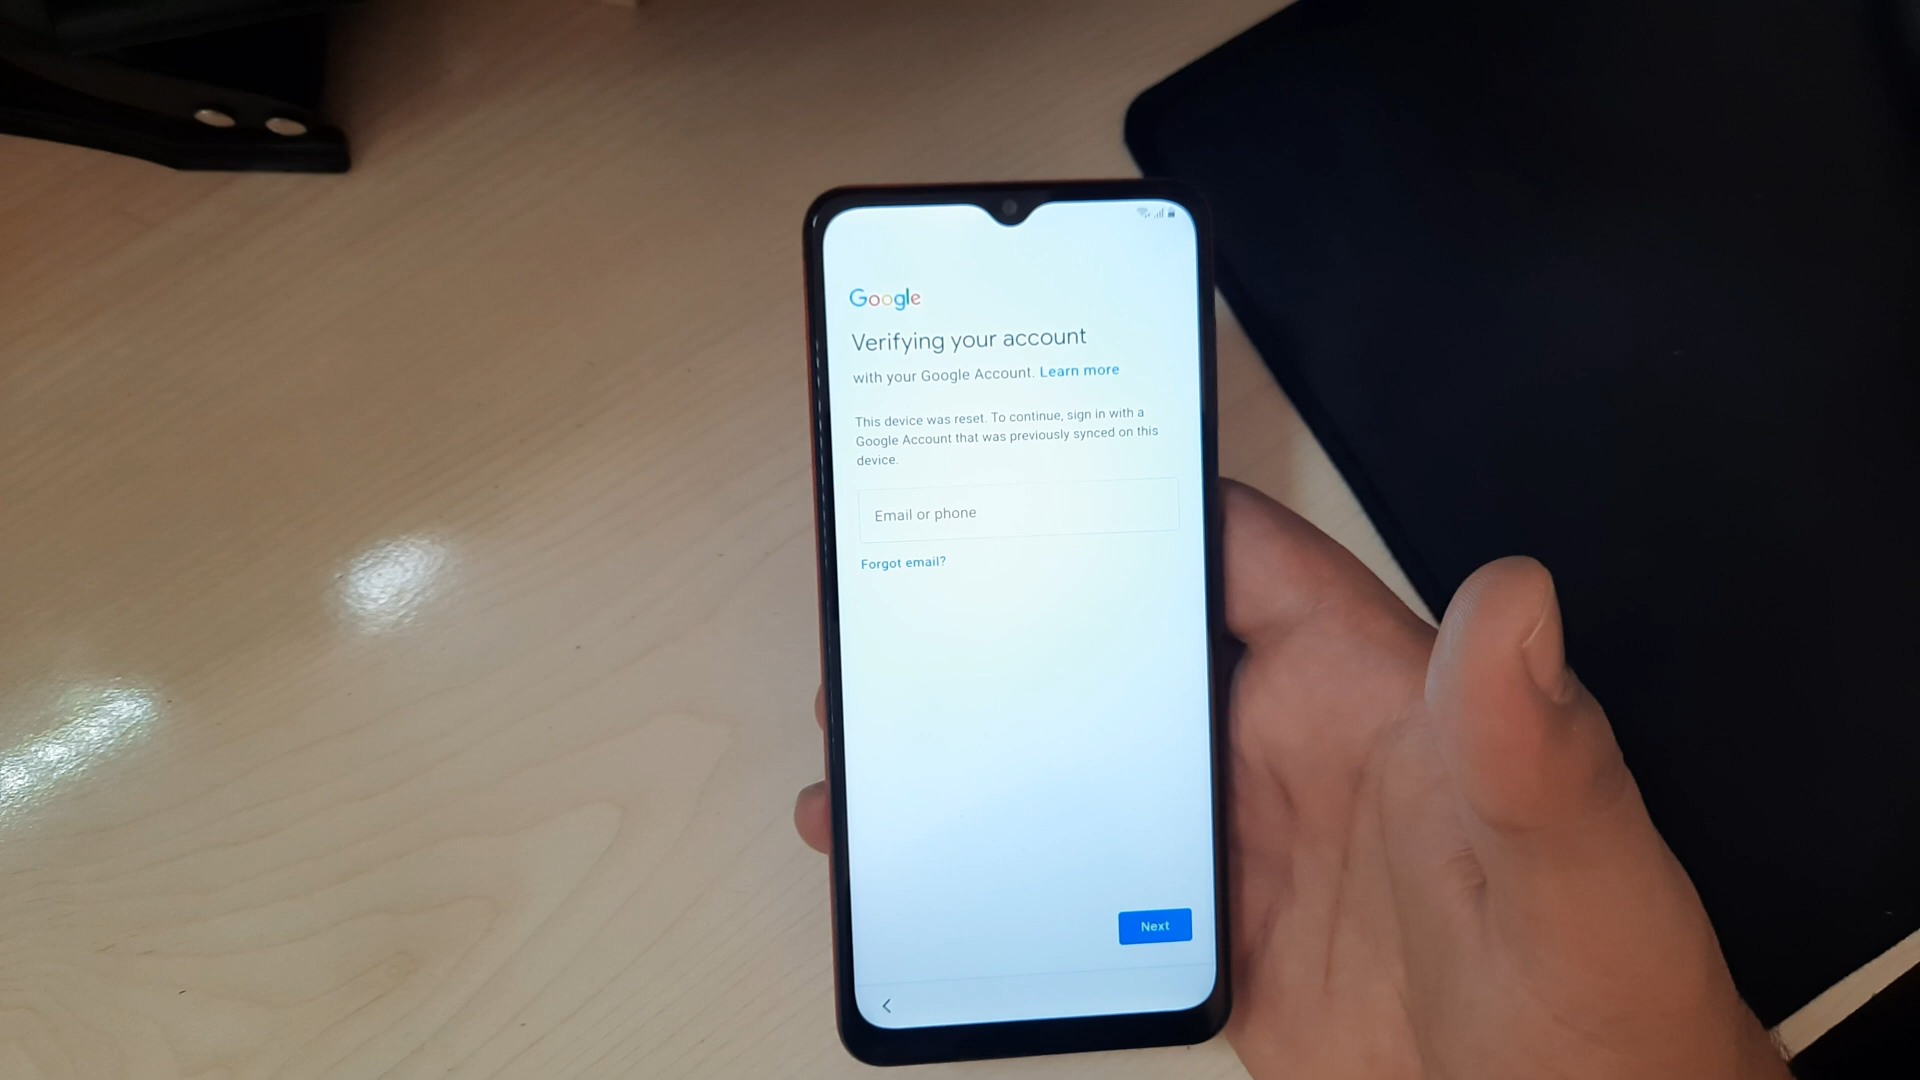 Google
Verifying your account
with your Google Account. Learn more
This device was reset. To continue, sign in with a
Google Account that was previously synced on this
device.
Email or phone
Forgot email?
Next